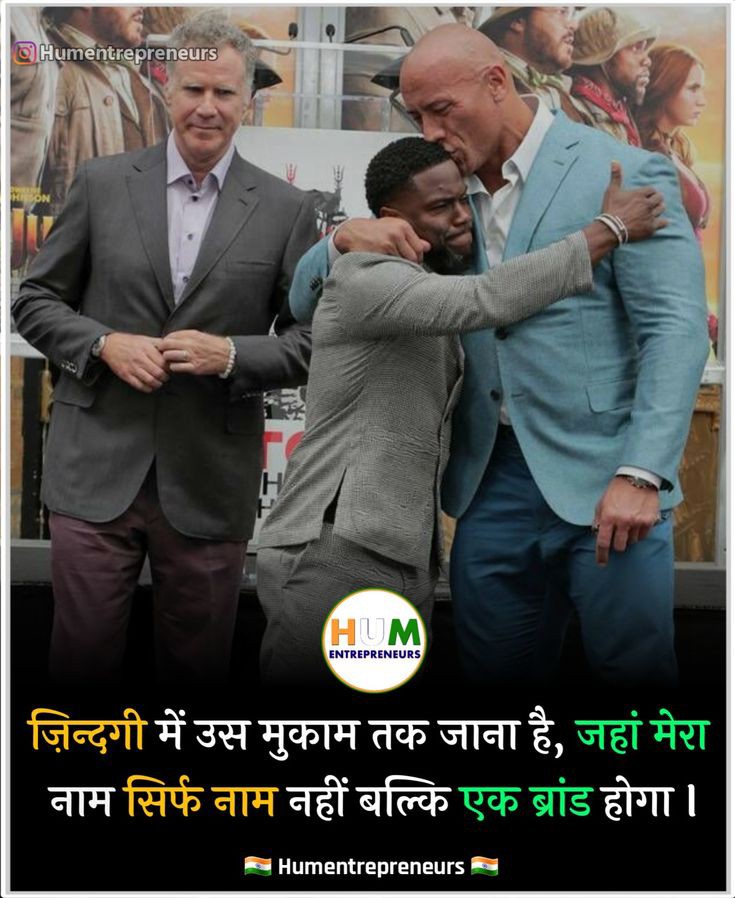 Humentrepreneurs
HUM
ENTREPRENEURS
ज़िन्दगी में उस मुकाम तक जाना है, जहां मेरा
नाम सिर्फ नाम नहीं बल्कि एक ब्रांड होगा l
Humentrepreneurs